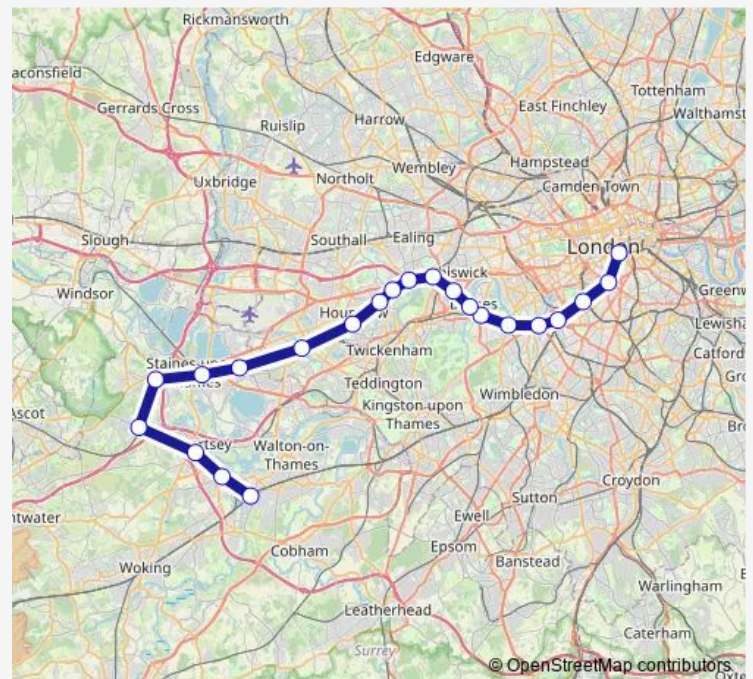 Rickmansworth
Edgware
aconsfield
Tottenham
Gerrards Cross
East Finchley
Harrow
Walthamst
Ruislip
Hampstead
Wembley
Uxbridge
Northolt
Camden Town
Slough
Southall
Ealing
London
Windsor
Greenw
Lewisha
Twickenham
Catford
Teddington
Ascot
Kingston upon
Thames
Wimbledon
Walton-on-
Thames
Croydon
Sutton
ntwater
Ewell
Cobham
Epsom
Woking
Banstead
Warlingham
Leatherhead
Caterham
Surrey
© OpenStreetMap contributors